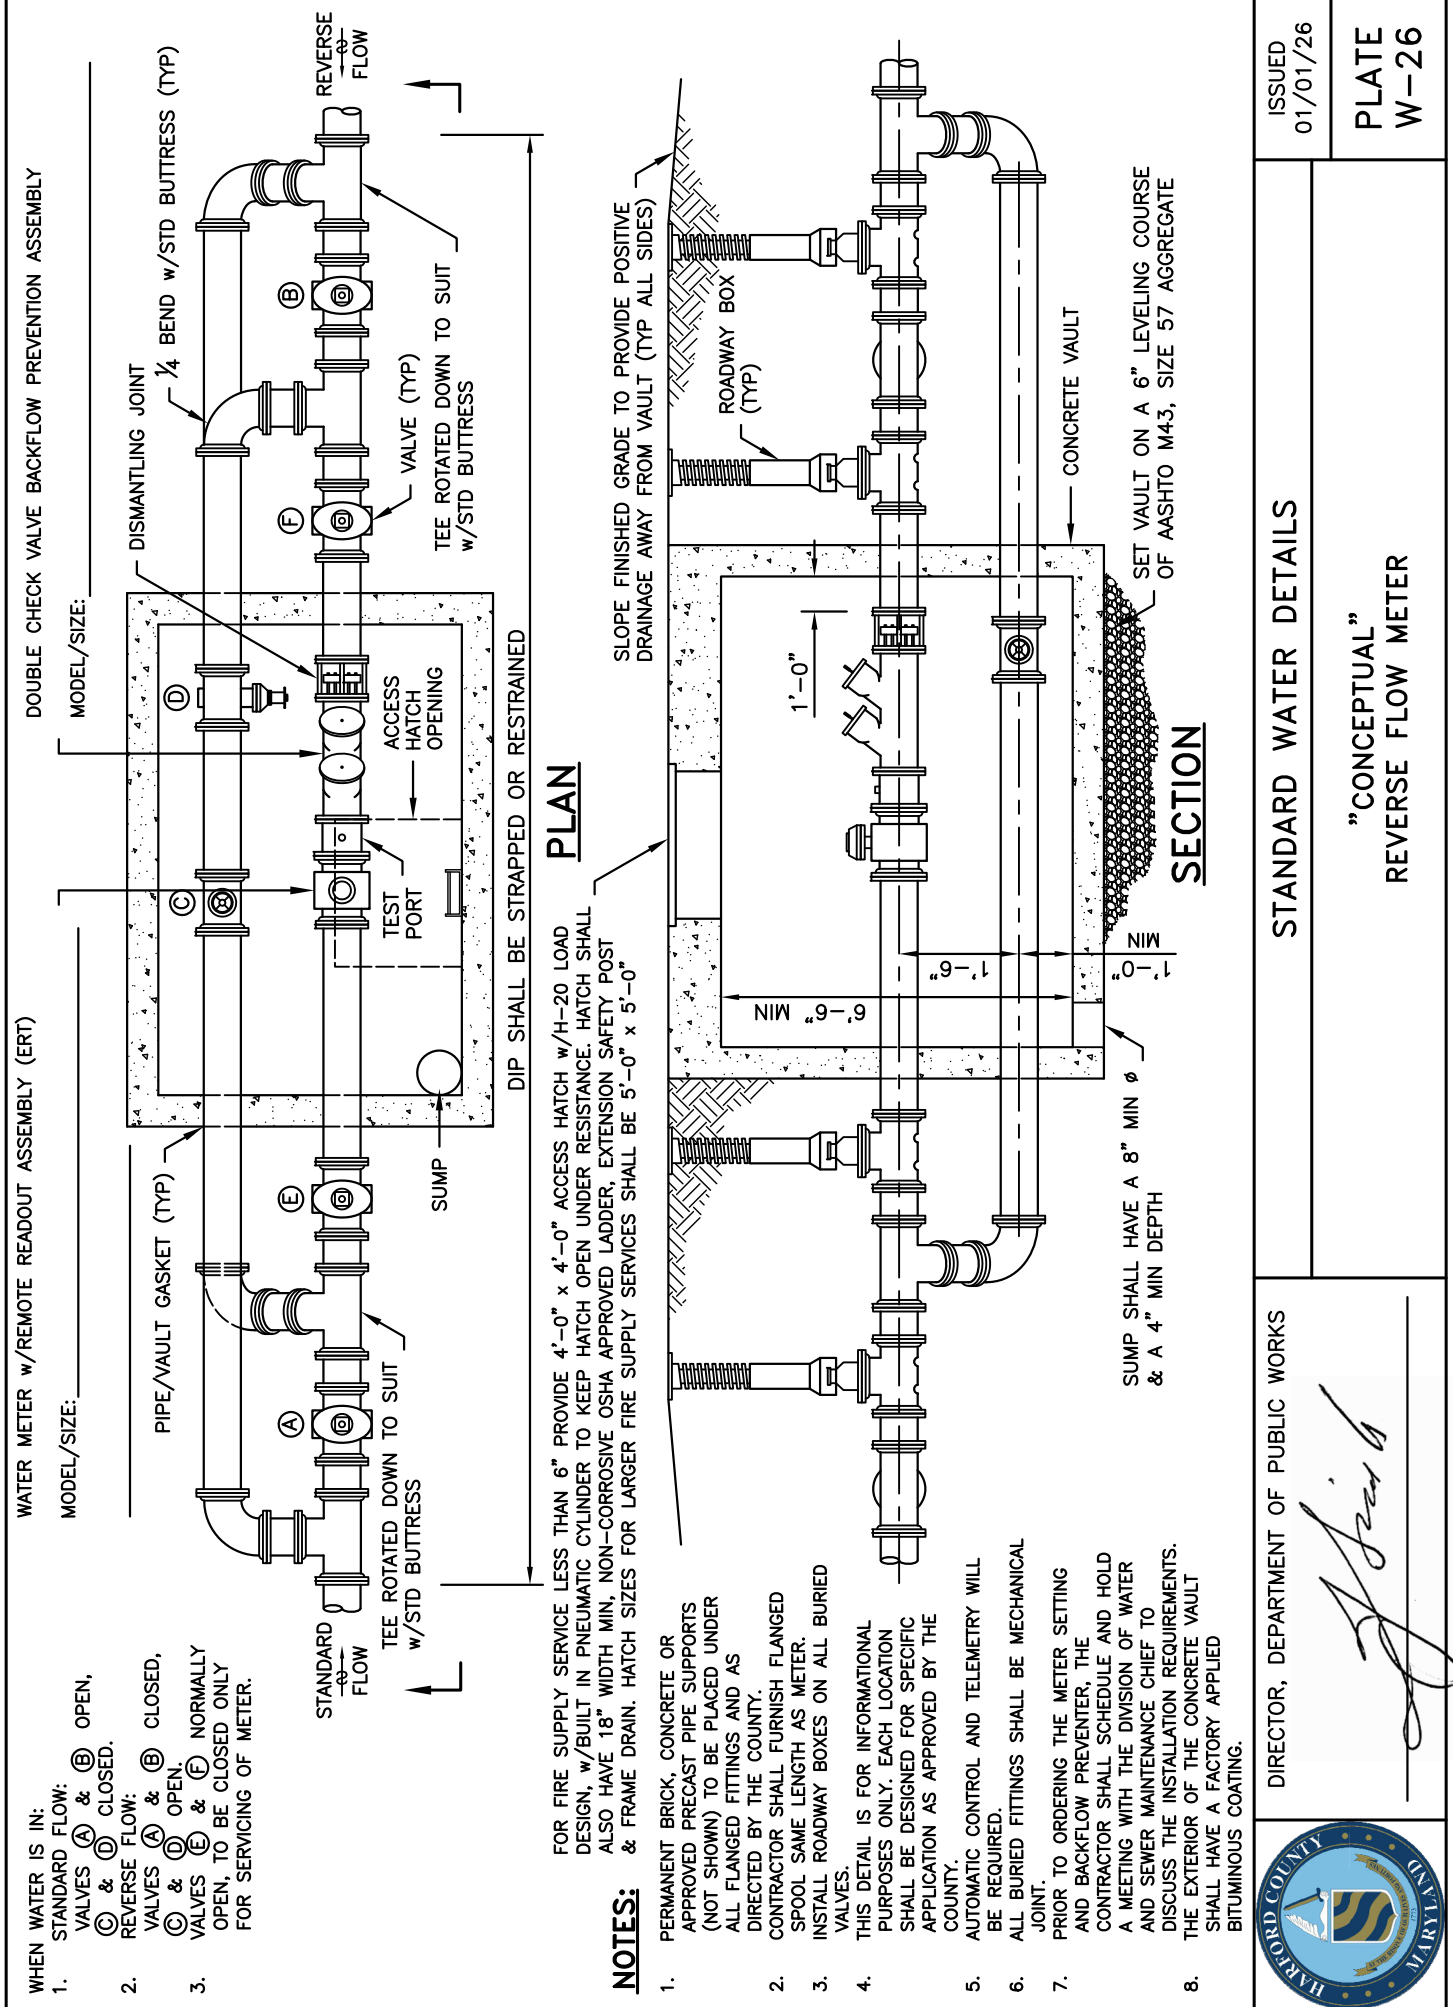 WHEN WATER IS IN:
1. STANDARD FLOW:
VALVES Ⓐ & Ⓑ OPEN,
Ⓒ & Ⓓ CLOSED.
2. REVERSE FLOW:
VALVES Ⓐ & Ⓑ CLOSED,
Ⓒ & Ⓓ OPEN.
3. VALVES Ⓔ & Ⓕ NORMALLY
OPEN, TO BE CLOSED ONLY
FOR SERVICING OF METER.
WATER METER w/REMOTE READOUT ASSEMBLY (ERT)
MODEL/SIZE:
DOUBLE CHECK VALVE BACKFLOW PREVENTION ASSEMBLY
MODEL/SIZE:
PIPE/VAULT GASKET (TYP)
DISMANTLING JOINT
¼ BEND w/STD BUTTRESS (TYP)
Ⓒ
Ⓓ
Ⓐ
Ⓔ
Ⓕ
Ⓑ
STANDARD
FLOW
REVERSE
FLOW
TEE ROTATED DOWN TO SUIT
w/STD BUTTRESS
SUMP
TEST
PORT
ACCESS
HATCH
OPENING
VALVE (TYP)
TEE ROTATED DOWN TO SUIT
w/STD BUTTRESS
DIP SHALL BE STRAPPED OR RESTRAINED
PLAN
FOR FIRE SUPPLY SERVICE LESS THAN 6" PROVIDE 4'-0" x 4'-0" ACCESS HATCH w/H-20 LOAD
DESIGN, w/BUILT IN PNEUMATIC CYLINDER TO KEEP HATCH OPEN UNDER RESISTANCE. HATCH SHALL
ALSO HAVE 18" WIDTH MIN, NON-CORROSIVE OSHA APPROVED LADDER, EXTENSION SAFETY POST
& FRAME DRAIN. HATCH SIZES FOR LARGER FIRE SUPPLY SERVICES SHALL BE 5'-0" x 5'-0"
NOTES:
1. PERMANENT BRICK, CONCRETE OR
APPROVED PRECAST PIPE SUPPORTS
(NOT SHOWN) TO BE PLACED UNDER
ALL FLANGED FITTINGS AND AS
DIRECTED BY THE COUNTY.
2. CONTRACTOR SHALL FURNISH FLANGED
SPOOL SAME LENGTH AS METER.
3. INSTALL ROADWAY BOXES ON ALL BURIED
VALVES.
4. THIS DETAIL IS FOR INFORMATIONAL
PURPOSES ONLY. EACH LOCATION
SHALL BE DESIGNED FOR SPECIFIC
APPLICATION AS APPROVED BY THE
COUNTY.
5. AUTOMATIC CONTROL AND TELEMETRY WILL
BE REQUIRED.
6. ALL BURIED FITTINGS SHALL BE MECHANICAL
JOINT.
7. PRIOR TO ORDERING THE METER SETTING
AND BACKFLOW PREVENTER, THE
CONTRACTOR SHALL SCHEDULE AND HOLD
A MEETING WITH THE DIVISION OF WATER
AND SEWER MAINTENANCE CHIEF TO
DISCUSS THE INSTALLATION REQUIREMENTS.
8. THE EXTERIOR OF THE CONCRETE VAULT
SHALL HAVE A FACTORY APPLIED
BITUMINOUS COATING.
SLOPE FINISHED GRADE TO PROVIDE POSITIVE
DRAINAGE AWAY FROM VAULT (TYP ALL SIDES)
ROADWAY BOX
(TYP)
1'-0"
6'-6" MIN
1'-6"
1'-0"
MIN
CONCRETE VAULT
SET VAULT ON A 6" LEVELING COURSE
OF AASHTO M43, SIZE 57 AGGREGATE
SUMP SHALL HAVE A 8" MIN ø
& A 4" MIN DEPTH
SECTION
HARFORD COUNTY
MARYLAND
DIRECTOR, DEPARTMENT OF PUBLIC WORKS
STANDARD WATER DETAILS
"CONCEPTUAL"
REVERSE FLOW METER
ISSUED
01/01/26
PLATE
W-26